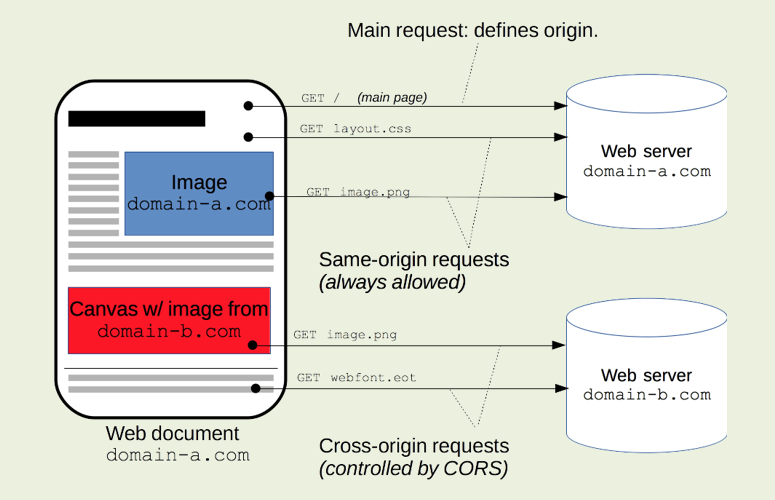 Main request: defines origin.
GET / (main page)
GET layout.css
Web server
domain-a.com
Image
domain-a.com
GET image.png
Same-origin requests
(always allowed)
Canvas w/ image from
domain-b.com
GET image.png
GET webfont.eot
Web server
domain-b.com
Web document
domain-a.com
Cross-origin requests
(controlled by CORS)